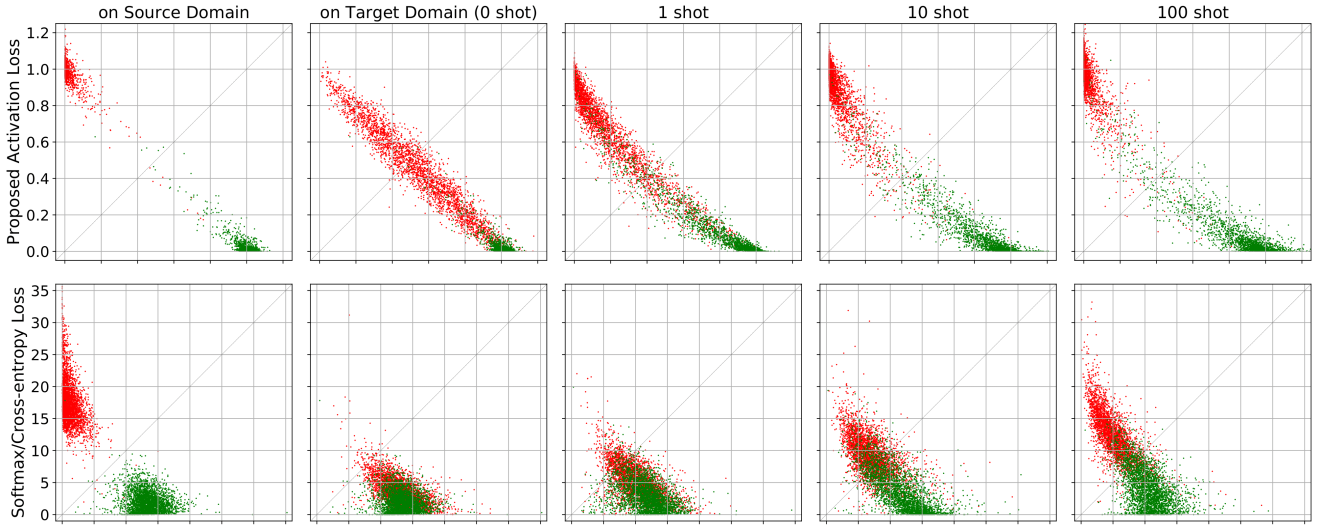 on Source Domain
on Target Domain (0 shot)
1 shot
10 shot
100 shot
Proposed Activation Loss
1.2
1.0
0.8
0.6
0.4
0.2
0.0
Softmax/Cross-entropy Loss
35
30
25
20
15
10
5
0